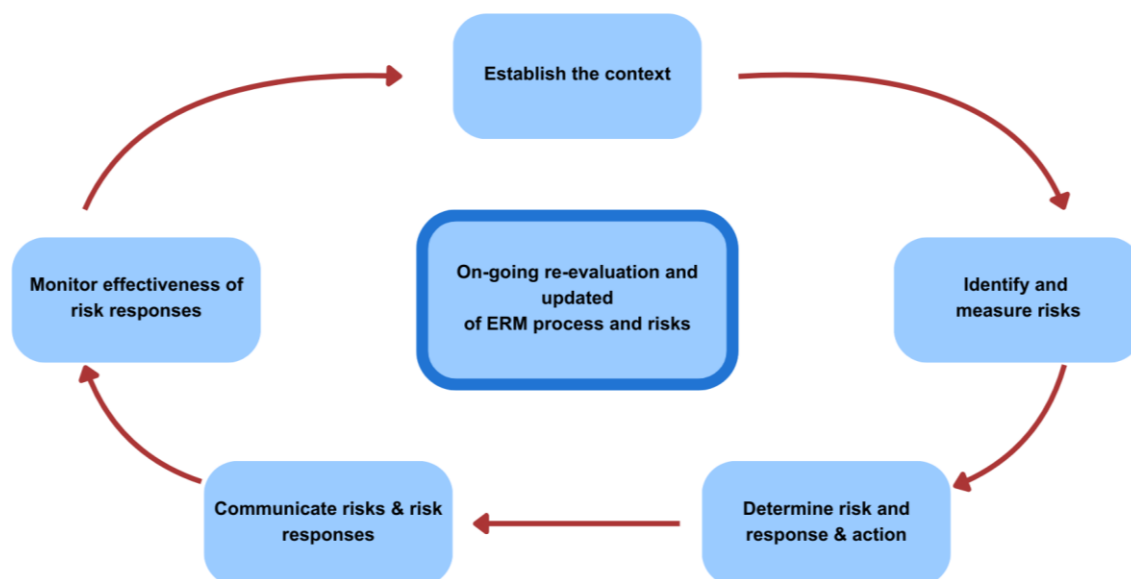 Establish the context
Identify and
measure risks
Determine risk and
response & action
Communicate risks & risk
responses
Monitor effectiveness of
risk responses
On-going re-evaluation and
updated
of ERM process and risks